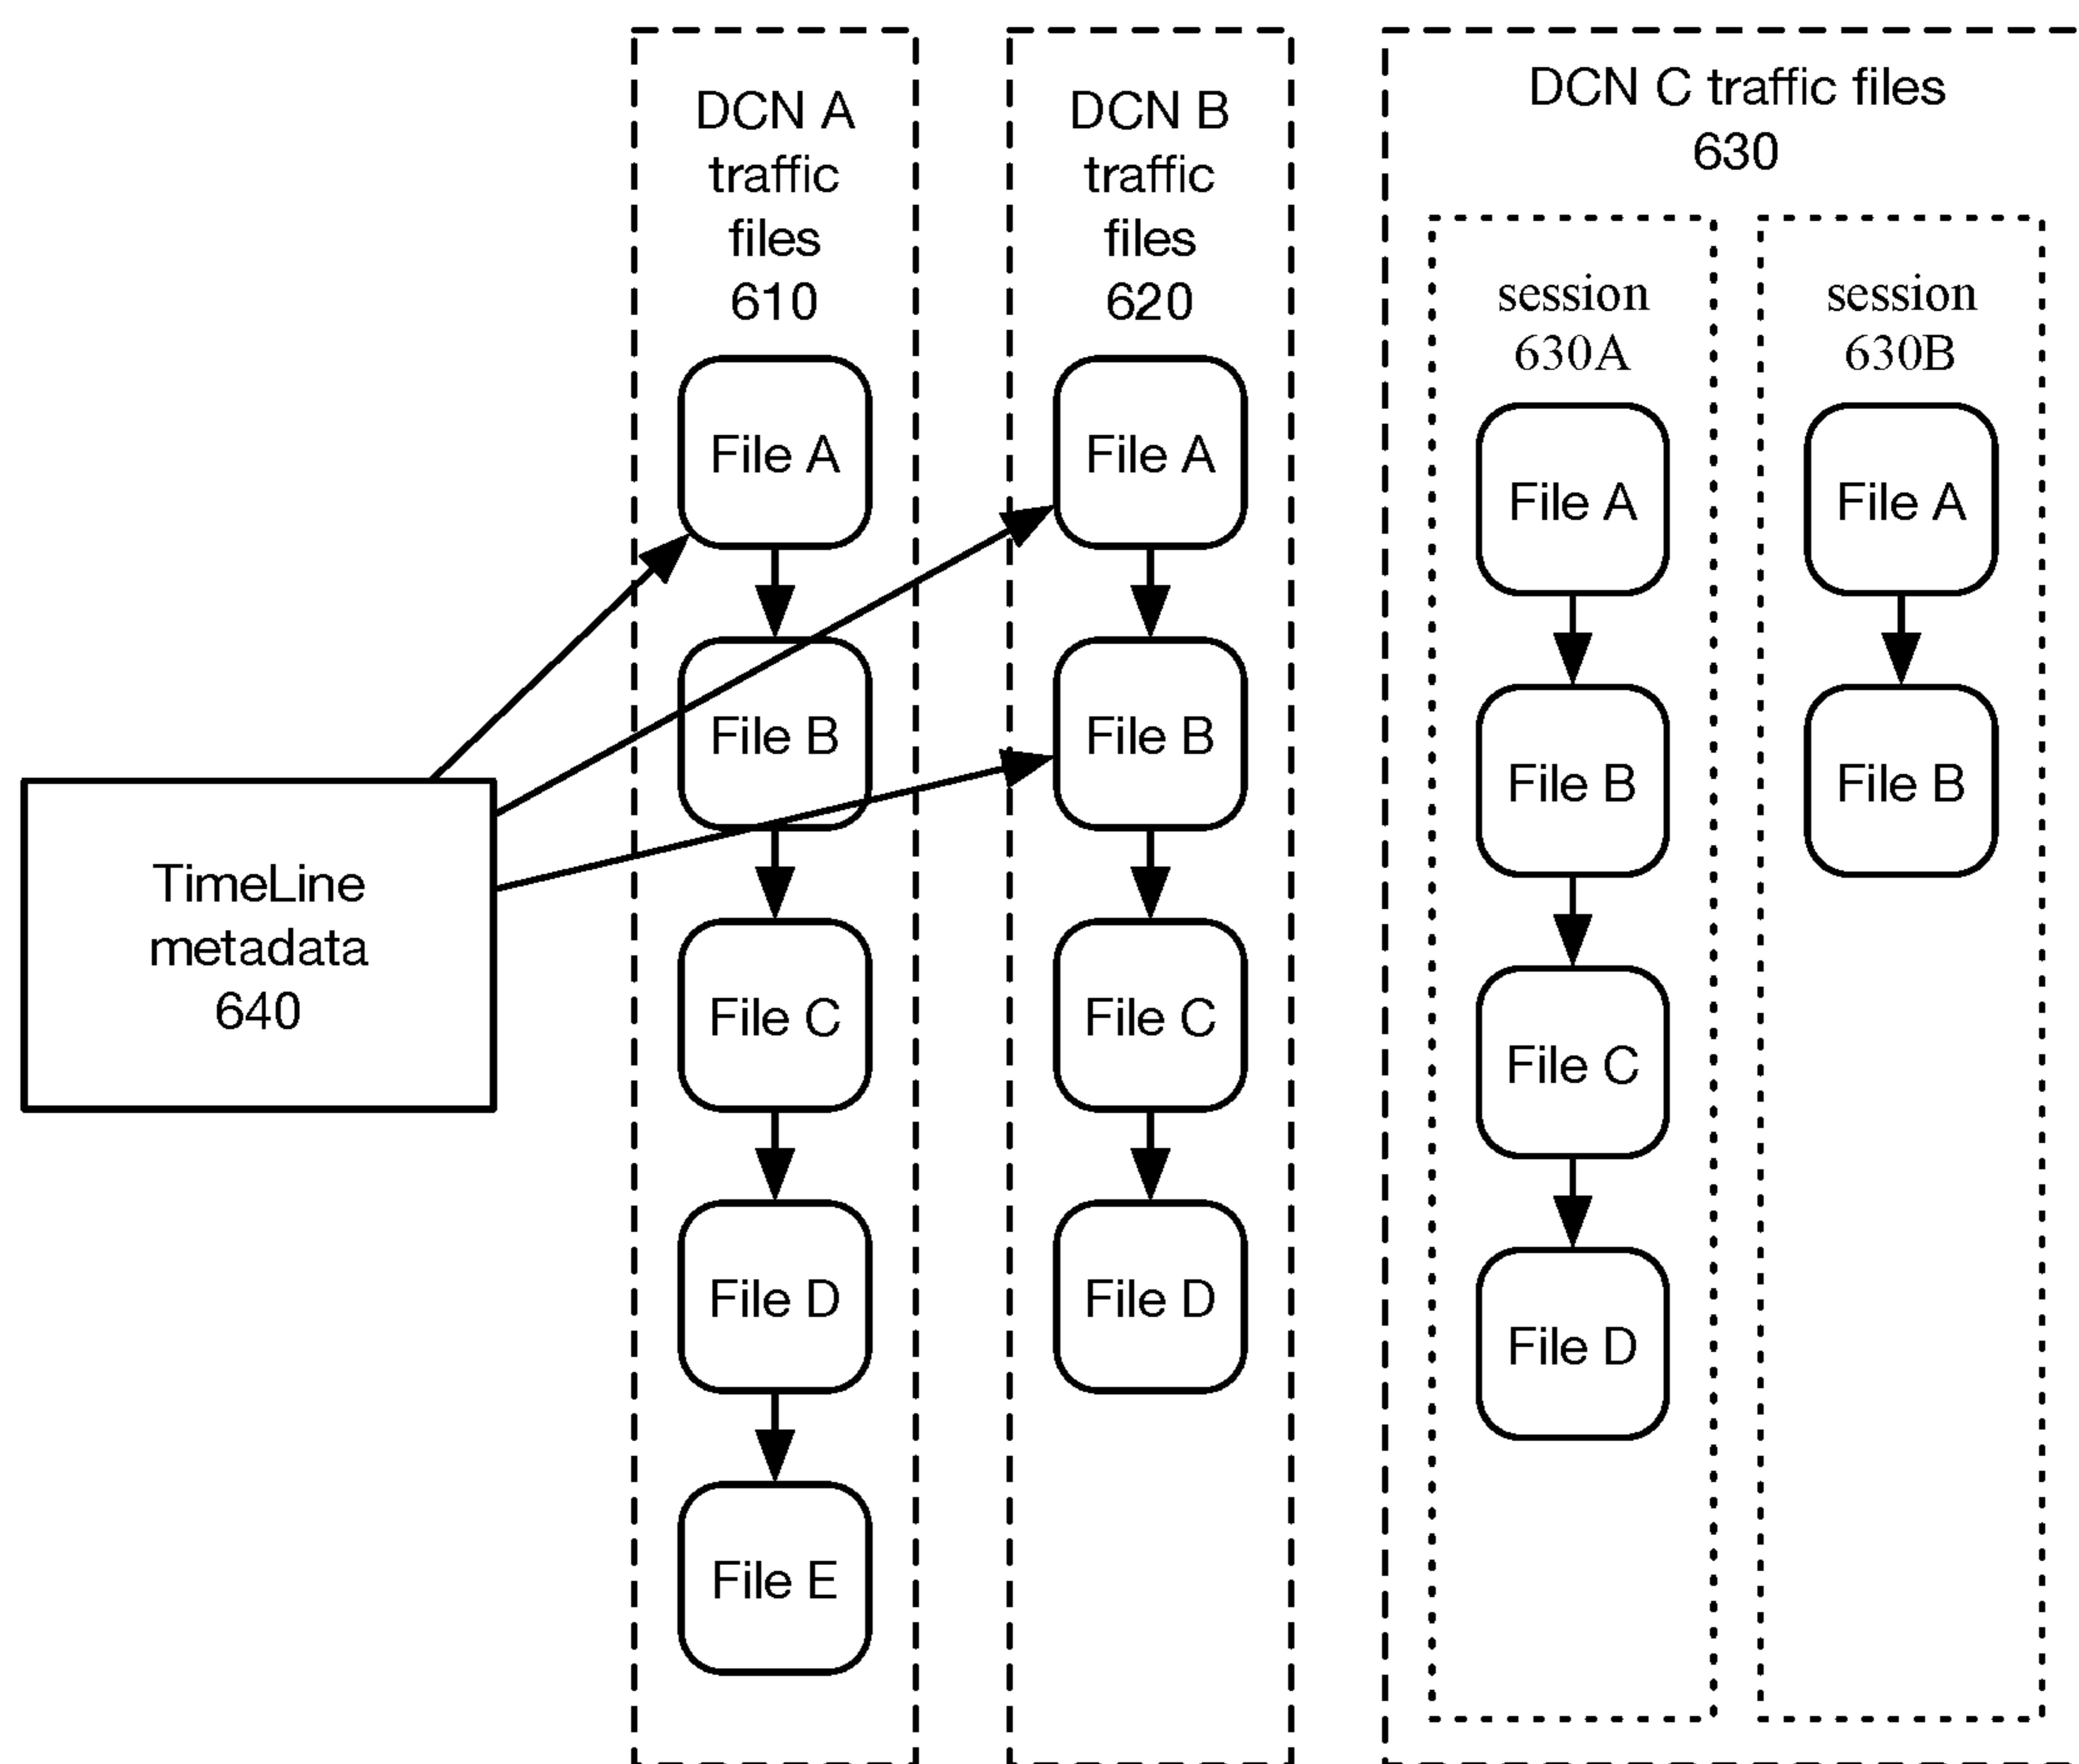 DCN A
traffic
files
610
File A
File B
File C
File D
File E
DCN B
traffic
files
620
File A
File B
File C
File D
DCN C traffic files
630
session
630A
File A
File B
File C
File D
session
630B
File A
File B
TimeLine
metadata
640